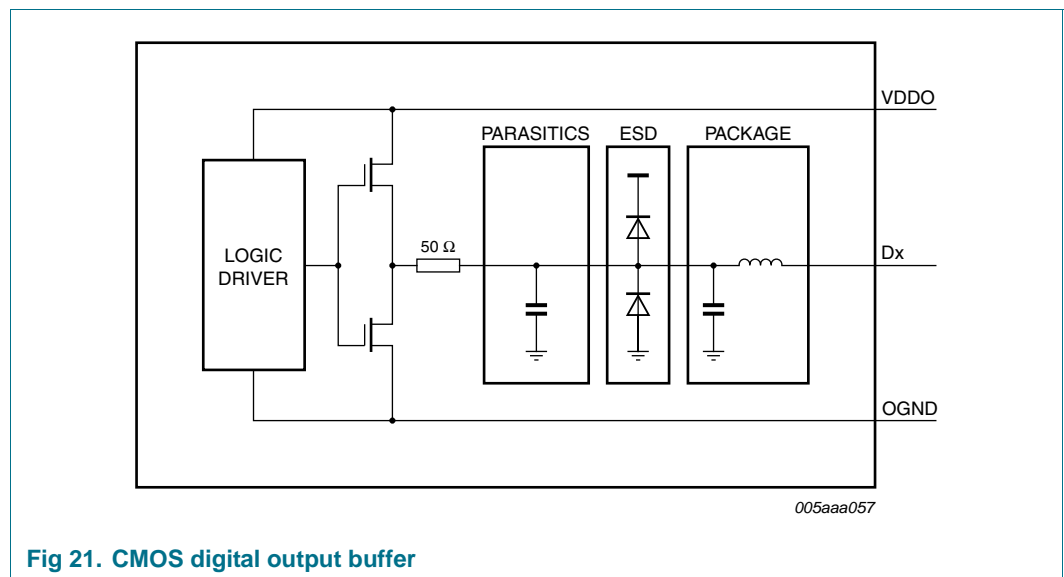 VDDO
PARASITICS ESD PACKAGE
LOGIC
DRIVER
50 Ω
Dx
OGND
005aaa057
Fig 21. CMOS digital output buffer